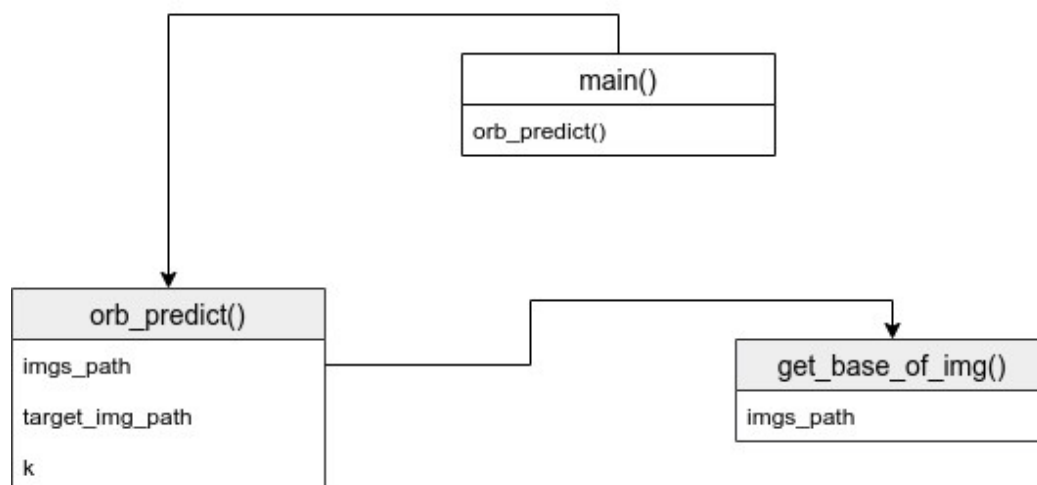 main()
orb_predict()
orb_predict()
imgs_path
target_img_path
k
get_base_of_img()
imgs_path